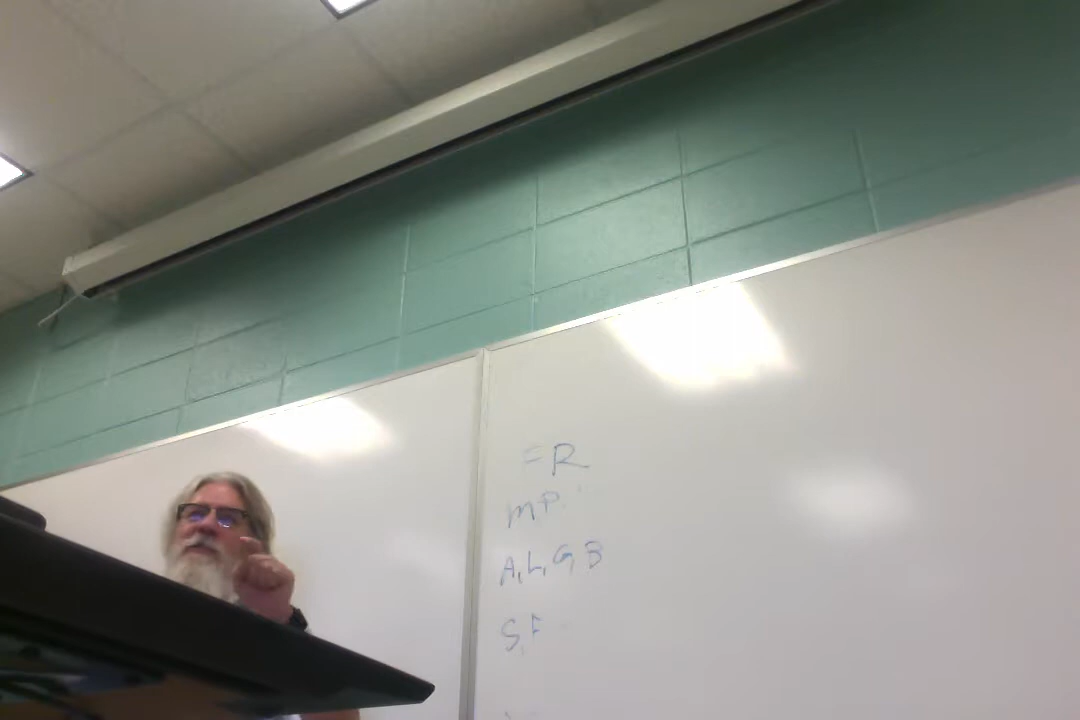 =R
MP
A, L, G, B
S, F